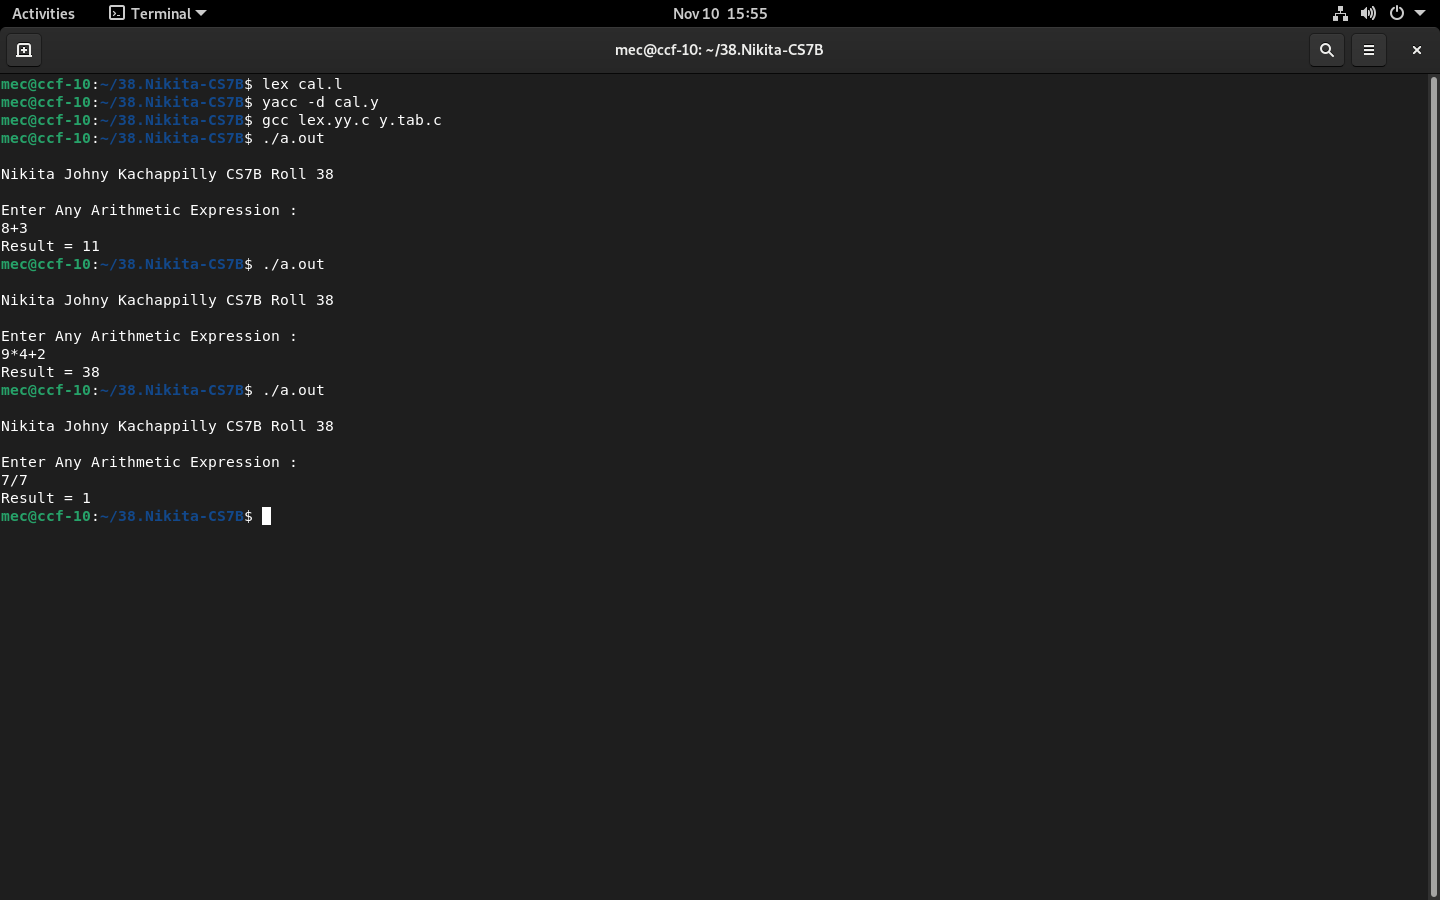 Activities Terminal Nov 10 15:55
mec@ccf-10: ~/38.Nikita-CS7B
mec@ccf-10:~/38.Nikita-CS7B$ lex cal.l
mec@ccf-10:~/38.Nikita-CS7B$ yacc -d cal.y
mec@ccf-10:~/38.Nikita-CS7B$ gcc lex.yy.c y.tab.c
mec@ccf-10:~/38.Nikita-CS7B$ ./a.out
Nikita Johny Kachappilly CS7B Roll 38
Enter Any Arithmetic Expression :
8+3
Result = 11
mec@ccf-10:~/38.Nikita-CS7B$ ./a.out
Nikita Johny Kachappilly CS7B Roll 38
Enter Any Arithmetic Expression :
9*4+2
Result = 38
mec@ccf-10:~/38.Nikita-CS7B$ ./a.out
Nikita Johny Kachappilly CS7B Roll 38
Enter Any Arithmetic Expression :
7/7
Result = 1
mec@ccf-10:~/38.Nikita-CS7B$